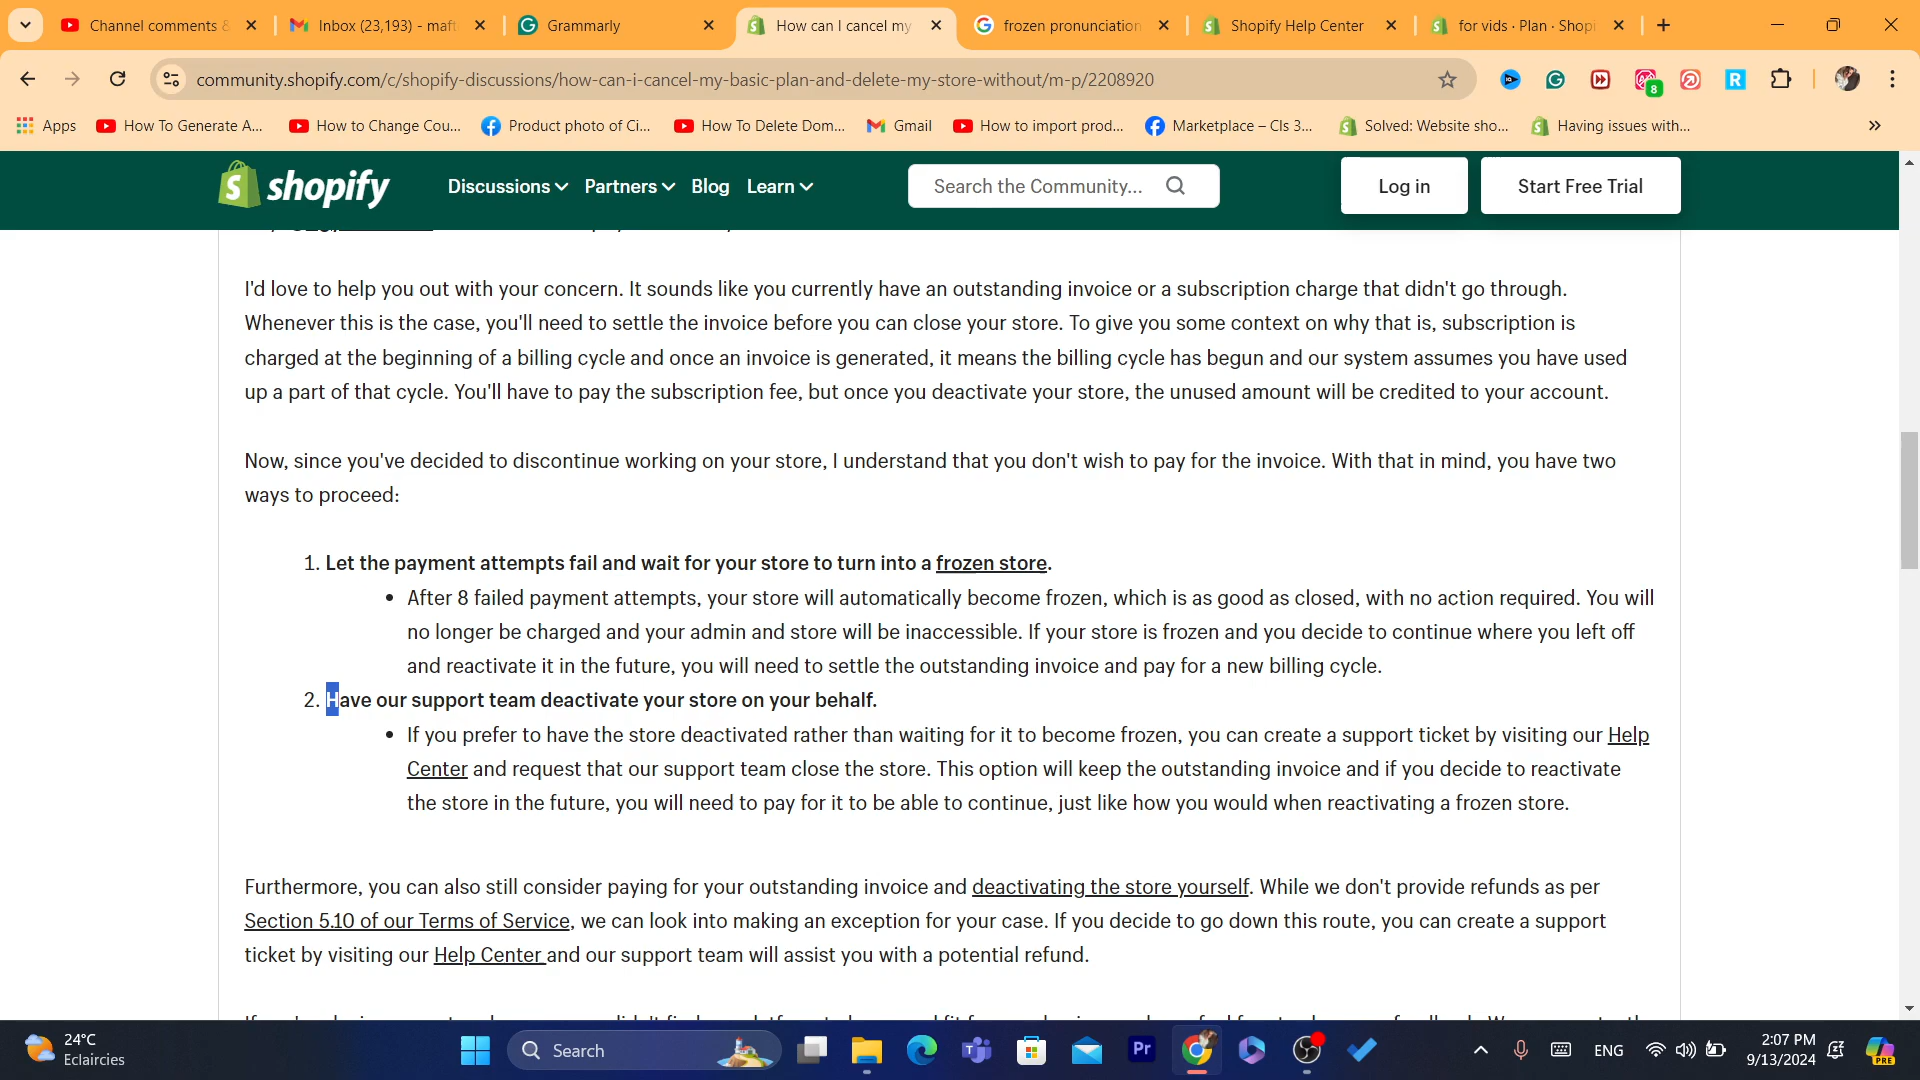 Channel comments &
Inbox (23,193) - maft
Grammarly
How can I cancel my
frozen pronunciation
Shopify Help Center
for vids · Plan · Shopi
community.shopify.com/c/shopify-discussions/how-can-i-cancel-my-basic-plan-and-delete-my-store-without/m-p/2208920
8
Apps
How To Generate A...
How to Change Cou...
Product photo of Ci...
How To Delete Dom...
Gmail
How to import prod...
Marketplace – Cls 3...
Solved: Website sho...
Having issues with...
shopify
Discussions
Partners
Blog
Learn
Search the Community...
Log in
Start Free Trial
I'd love to help you out with your concern. It sounds like you currently have an outstanding invoice or a subscription charge that didn't go through.
Whenever this is the case, you'll need to settle the invoice before you can close your store. To give you some context on why that is, subscription is
charged at the beginning of a billing cycle and once an invoice is generated, it means the billing cycle has begun and our system assumes you have used
up a part of that cycle. You'll have to pay the subscription fee, but once you deactivate your store, the unused amount will be credited to your account.
Now, since you've decided to discontinue working on your store, I understand that you don't wish to pay for the invoice. With that in mind, you have two
ways to proceed:
1. Let the payment attempts fail and wait for your store to turn into a frozen store.
• After 8 failed payment attempts, your store will automatically become frozen, which is as good as closed, with no action required. You will
no longer be charged and your admin and store will be inaccessible. If your store is frozen and you decide to continue where you left off
and reactivate it in the future, you will need to settle the outstanding invoice and pay for a new billing cycle.
2. Have our support team deactivate your store on your behalf.
• If you prefer to have the store deactivated rather than waiting for it to become frozen, you can create a support ticket by visiting our Help
Center and request that our support team close the store. This option will keep the outstanding invoice and if you decide to reactivate
the store in the future, you will need to pay for it to be able to continue, just like how you would when reactivating a frozen store.
Furthermore, you can also still consider paying for your outstanding invoice and deactivating the store yourself. While we don't provide refunds as per
Section 5.10 of our Terms of Service, we can look into making an exception for your case. If you decide to go down this route, you can create a support
ticket by visiting our Help Center and our support team will assist you with a potential refund.
24°C
Eclaircies
Search
Pr
ENG
2:07 PM
9/13/2024
PRE